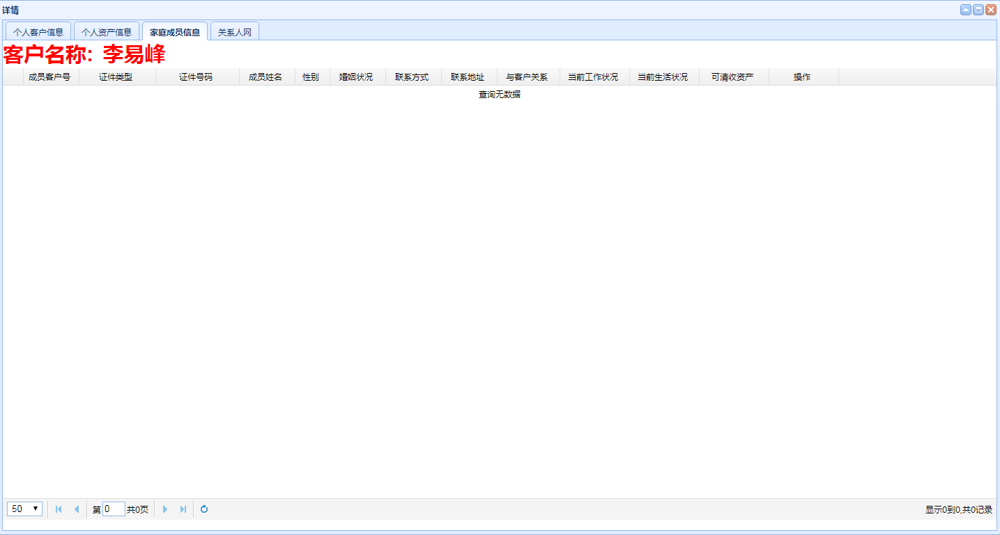 详情
个人客户信息 个人资产信息 家庭成员信息 关系人网
客户名称: 李易峰
成员客户号 证件类型 证件号码 成员姓名 性别 婚姻状况 联系方式 联系地址 与客户关系 当前工作状况 当前生活状况 可清收资产 操作
查询无数据
50 第 0 共0页 显示0到0,共0记录